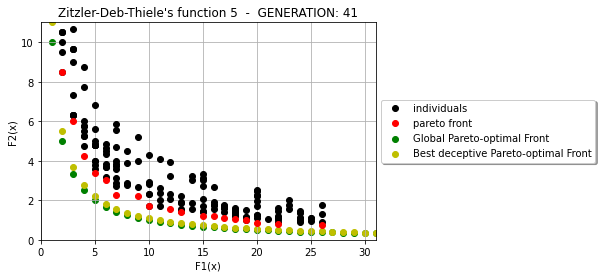 Zitzler-Deb-Thiele's function 5 - GENERATION: 41
10
8
6
4
2
0
F2(x)
0 5 10 15 20 25 30
F1(x)
individuals
pareto front
Global Pareto-optimal Front
Best deceptive Pareto-optimal Front